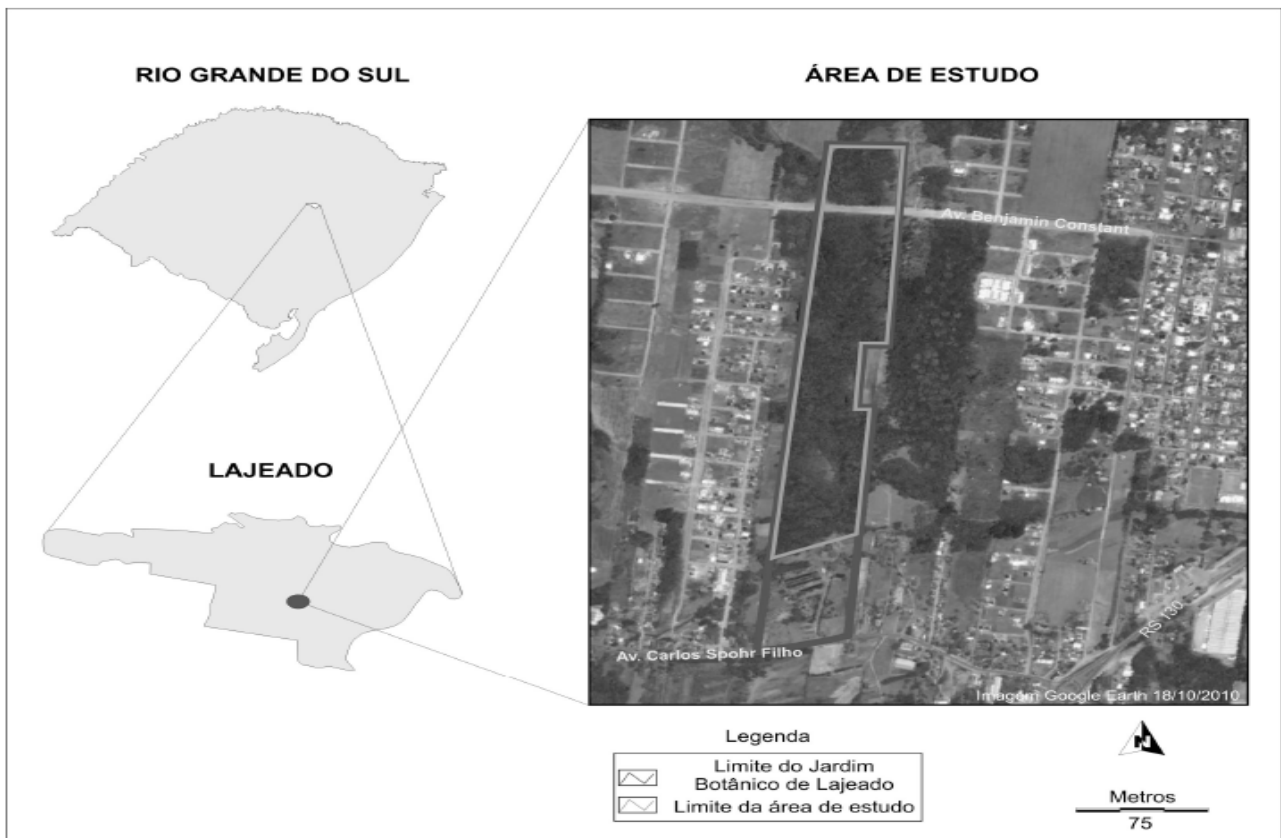 RIO GRANDE DO SUL
ÁREA DE ESTUDO
Av. Benjamin Constant
LAJEADO
RS 130
Av. Carlos Spohr Filho
Imagem Google Earth 18/10/2010
Legenda
Limite do Jardim
Botânico de Lajeado
Limite da área de estudo
N
Metros
75